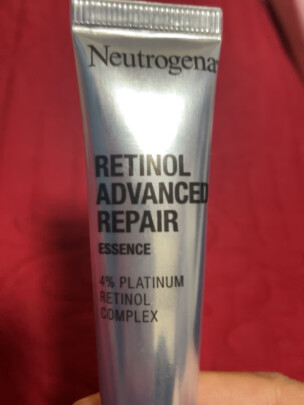 Neutrogena
RETINOL
ADVANCED
REPAIR
ESSENCE
4% PLATINUM
RETINOL
COMPLEX